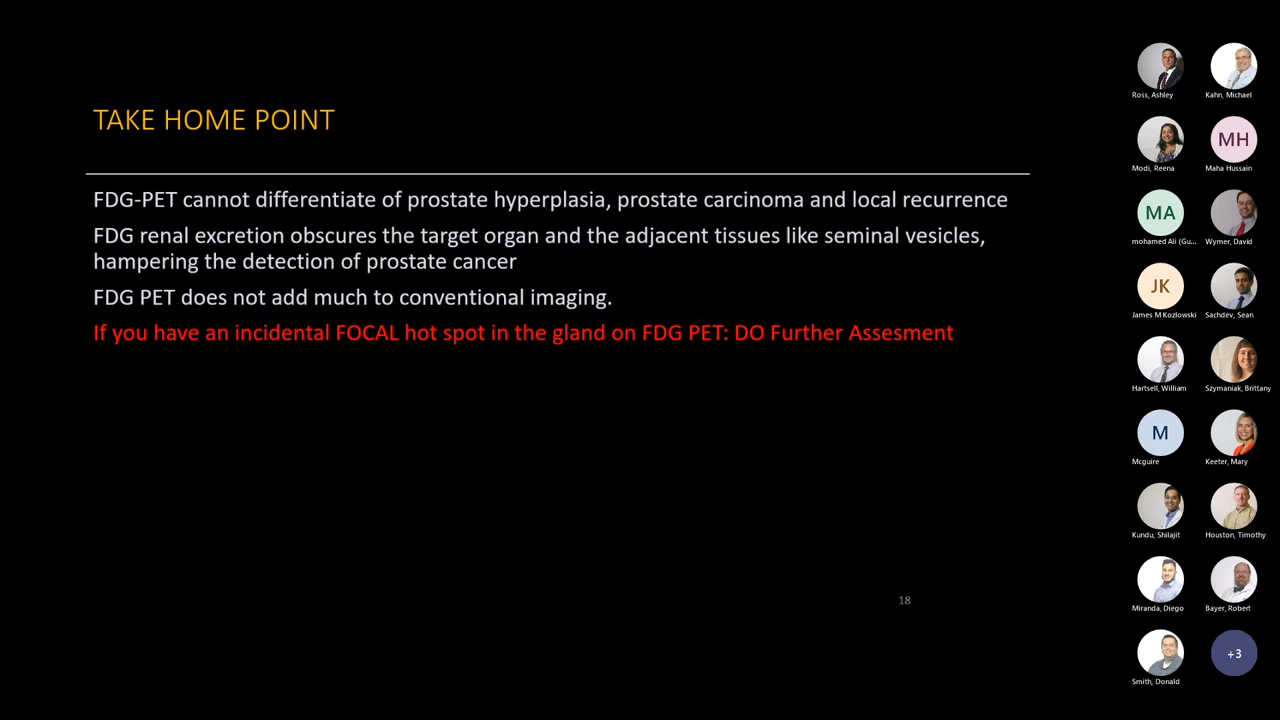 TAKE HOME POINT
FDG-PET cannot differentiate of prostate hyperplasia, prostate carcinoma and local recurrence
FDG renal excretion obscures the target organ and the adjacent tissues like seminal vesicles,
hampering the detection of prostate cancer
FDG PET does not add much to conventional imaging.
If you have an incidental FOCAL hot spot in the gland on FDG PET: DO Further Assesment
18
Ross, Ashley
Kahn, Michael
MH
Modi, Reena
Maha Hussain
MA
mohamed Ali (Gu...
Wymer, David
JK
James M Kozlowski
Sachdev, Sean
Hartsell, William
Szymaniak, Brittany
M
Mcguire
Keeter, Mary
Kundu, Shilajit
Houston, Timothy
Miranda, Diego
Bayer, Robert
+3
Smith, Donald